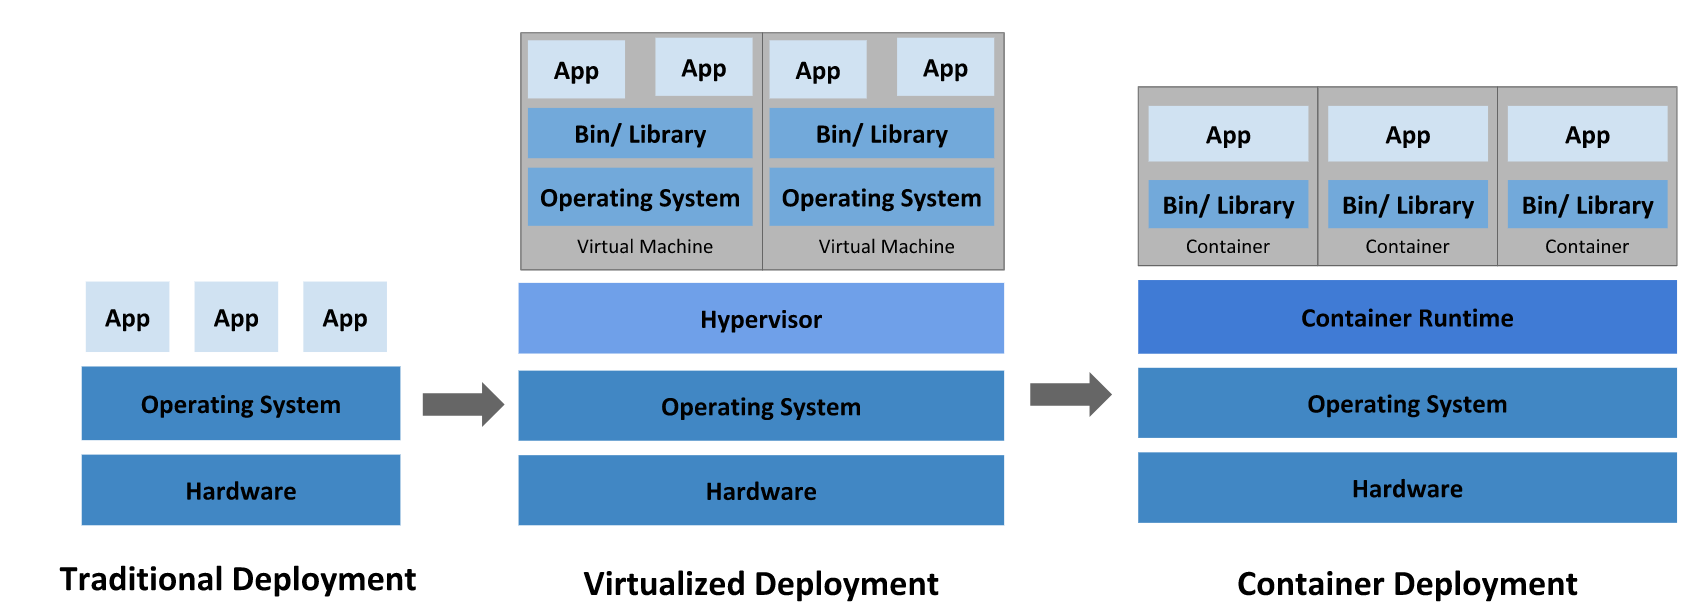 App
App
App
Operating System
Hardware
Traditional Deployment
App
App
App
App
Bin/ Library
Bin/ Library
Operating System
Operating System
Virtual Machine
Virtual Machine
Hypervisor
Operating System
Hardware
Virtualized Deployment
App
App
App
Bin/ Library
Bin/ Library
Bin/ Library
Container
Container
Container
Container Runtime
Operating System
Hardware
Container Deployment